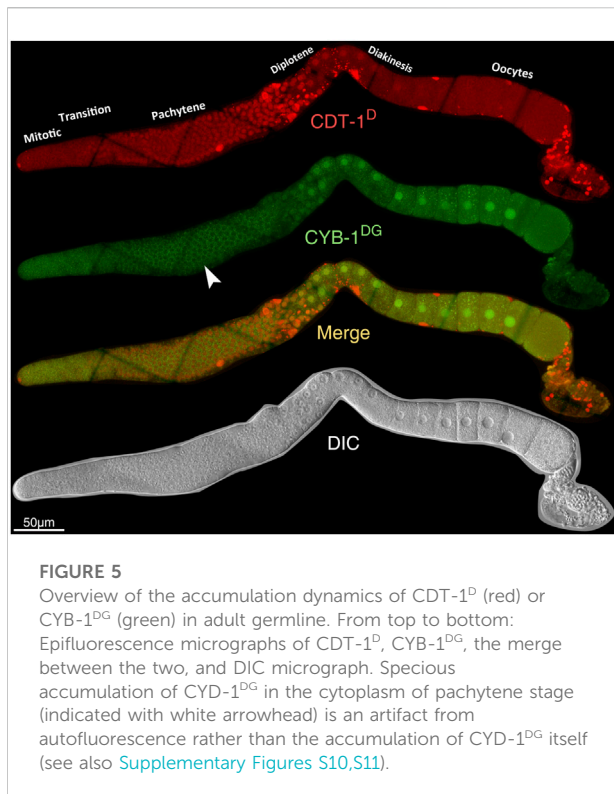 Mitotic
Transition
Pachytene
Diplotene
Diakinesis
Oocytes
CDT-1ᴰ
CYB-1ᴰᴳ
Merge
DIC
50µm
FIGURE 5
Overview of the accumulation dynamics of CDT-1ᴰ (red) or
CYB-1ᴰᴳ (green) in adult germline. From top to bottom:
Epifluorescence micrographs of CDT-1ᴰ, CYB-1ᴰᴳ, the merge
between the two, and DIC micrograph. Specious
accumulation of CYD-1ᴰᴳ in the cytoplasm of pachytene stage
(indicated with white arrowhead) is an artifact from
autofluorescence rather than the accumulation of CYD-1ᴰᴳ itself
(see also Supplementary Figures S10,S11).